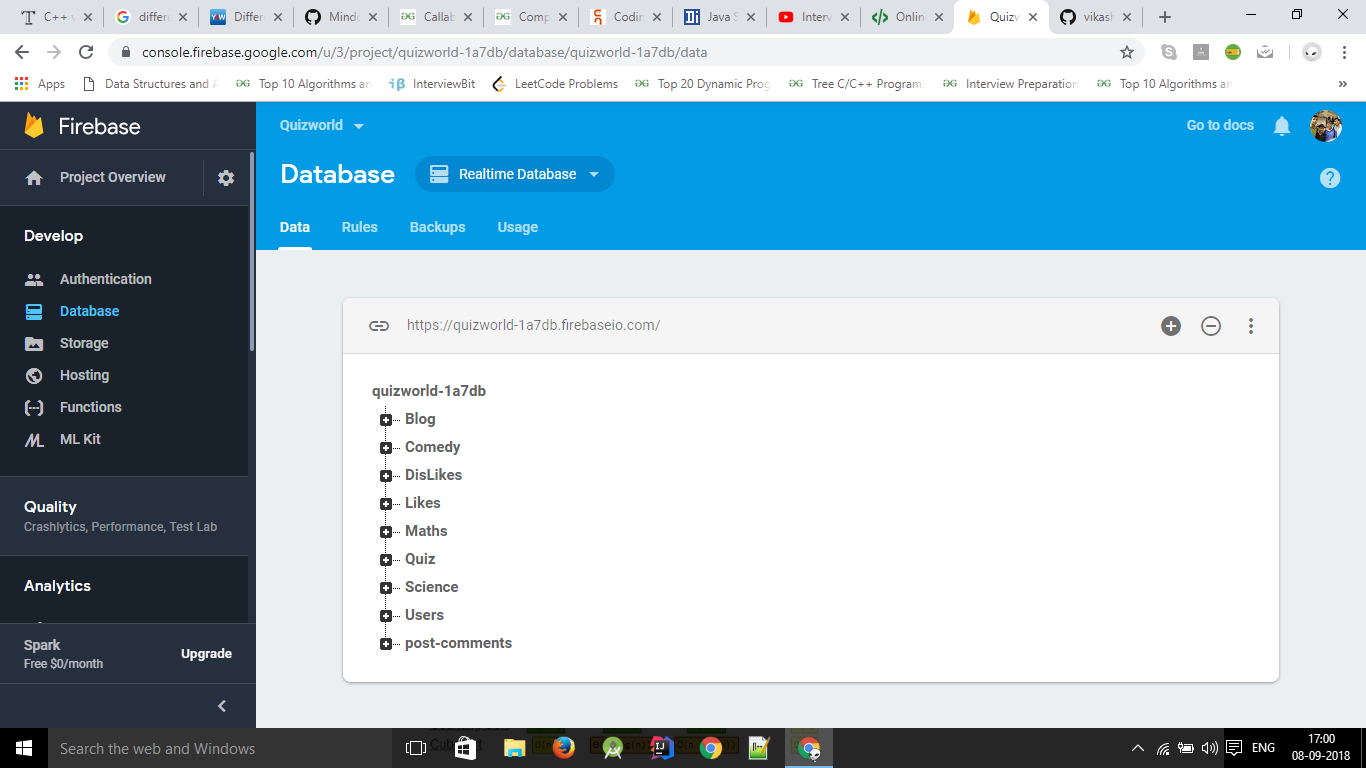 C++ v
differ
Differ
Mind
Callab
Comp
Codin
Java S
Interv
Onlin
Quizw
vikash
console.firebase.google.com/u/3/project/quizworld-1a7db/database/quizworld-1a7db/data
Apps
Data Structures and A
Top 10 Algorithms an
InterviewBit
LeetCode Problems
Top 20 Dynamic Prog
Tree C/C++ Program
Interview Preparation
Top 10 Algorithms an
»
Firebase
Project Overview
Develop
Authentication
Database
Storage
Hosting
Functions
ML Kit
Quality
Crashlytics, Performance, Test Lab
Analytics
Spark
Free $0/month
Upgrade
Quizworld
Go to docs
Database
Realtime Database
Data
Rules
Backups
Usage
https://quizworld-1a7db.firebaseio.com/
quizworld-1a7db
Blog
Comedy
DisLikes
Likes
Maths
Quiz
Science
Users
post-comments
Search the web and Windows
ENG
17:00
08-09-2018